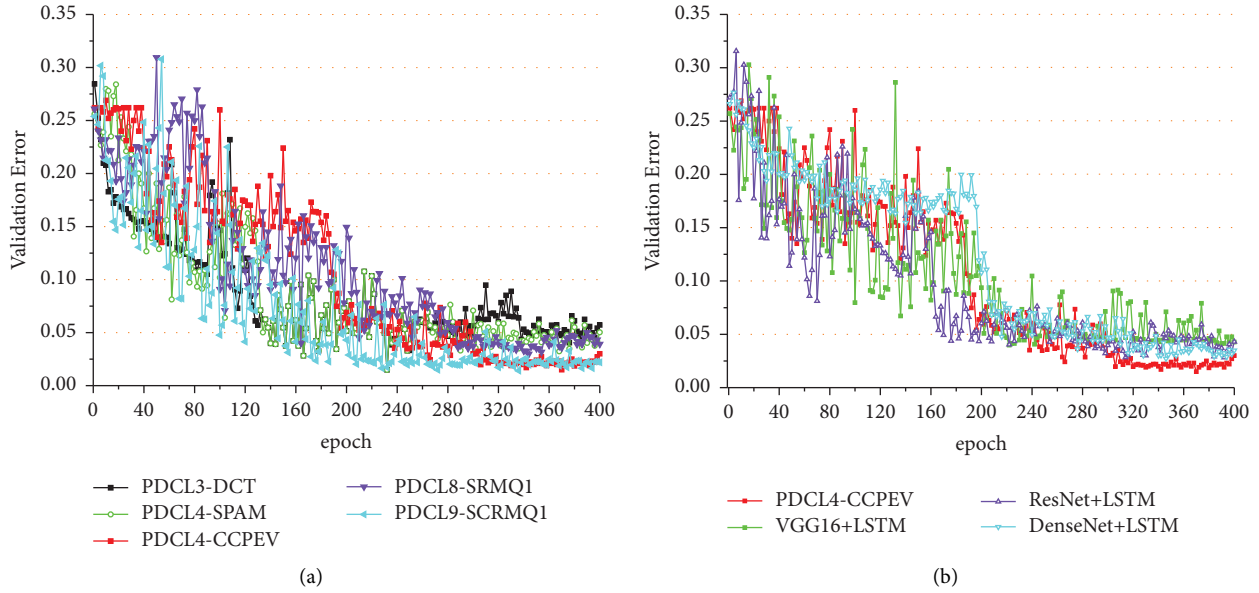 0.35
0.30
0.25
0.20
0.15
0.10
0.05
0.00
Validation Error
0 40 80 120 160 200 240 280 320 360 400
epoch
PDCL3-DCT
PDCL4-SPAM
PDCL4-CCPEV
PDCL8-SRMQ1
PDCL9-SCRMQ1
(a)
0.35
0.30
0.25
0.20
0.15
0.10
0.05
0.00
Validation Error
0 40 80 120 160 200 240 280 320 360 400
epoch
PDCL4-CCPEV
VGG16+LSTM
ResNet+LSTM
DenseNet+LSTM
(b)